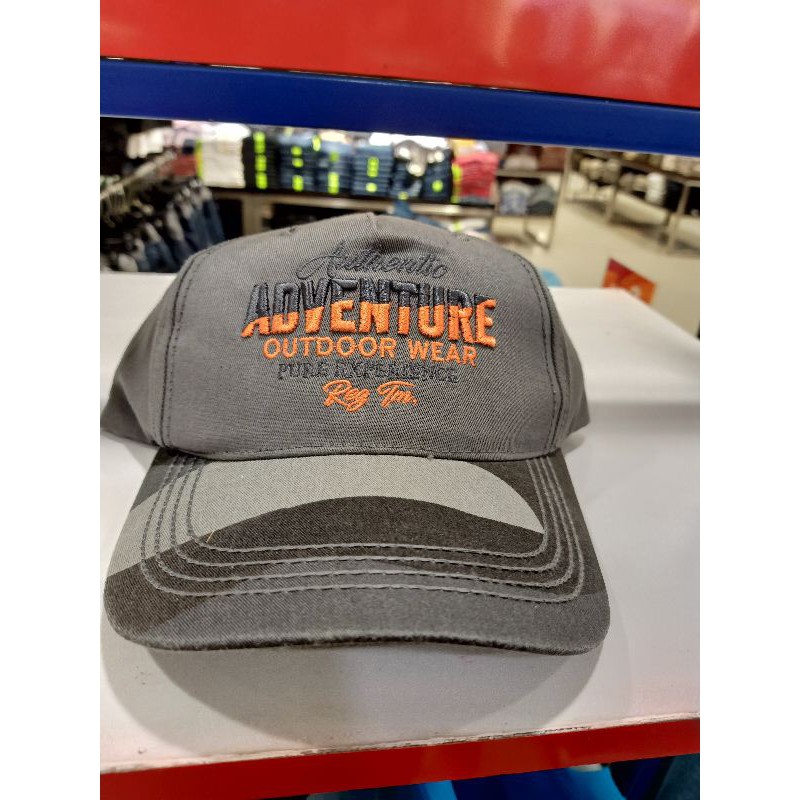 Authentic
ADVENTURE
OUTDOOR WEAR
PURE EXPERIENCE
Reg Tm.